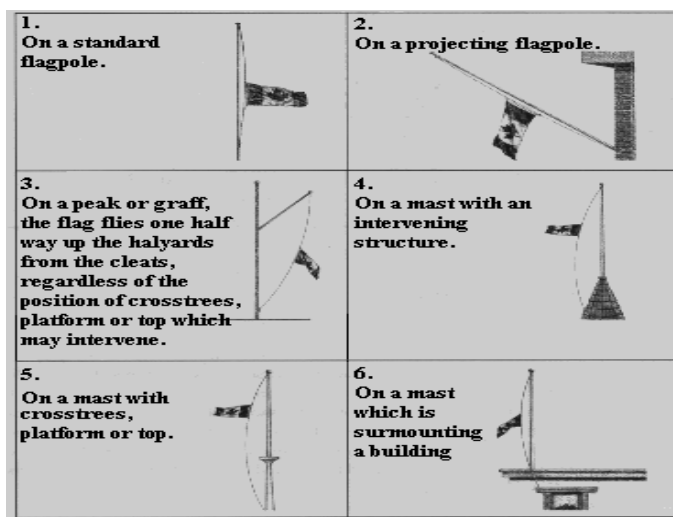 1.
On a standard
flagpole.
2.
On a projecting flagpole.
3.
On a peak or graff,
the flag flies one half
way up the halyards
from the cleats,
regardless of the
position of crosstrees,
platform or top which
may intervene.
4.
On a mast with an
intervening
structure.
5.
On a mast with
crosstrees,
platform or top.
6.
On a mast
which is
surmounting
a building